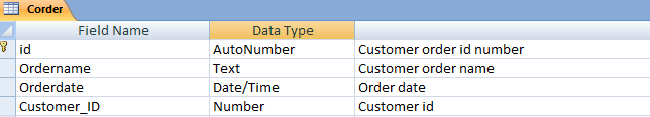 Corder
Field Name Data Type
id AutoNumber Customer order id number
Ordername Text Customer order name
Orderdate Date/Time Order date
Customer_ID Number Customer id